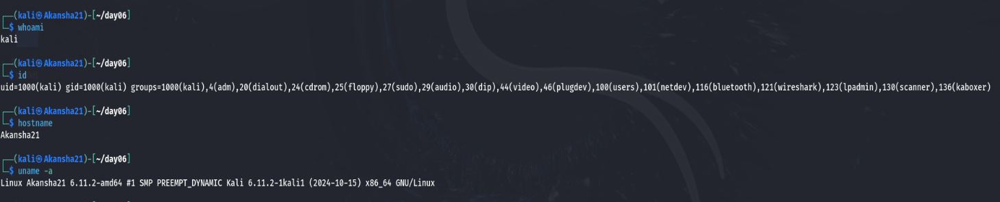 ┌──(kali㉿Akansha21)-[~/day06]
└─$ whoami
kali
┌──(kali㉿Akansha21)-[~/day06]
└─$ id
uid=1000(kali) gid=1000(kali) groups=1000(kali),4(adm),20(dialout),24(cdrom),25(floppy),27(sudo),29(audio),30(dip),44(video),46(plugdev),100(users),101(netdev),116(bluetooth),121(wireshark),123(lpadmin),130(scanner),136(kaboxer)
┌──(kali㉿Akansha21)-[~/day06]
└─$ hostname
Akansha21
┌──(kali㉿Akansha21)-[~/day06]
└─$ uname -a
Linux Akansha21 6.11.2-amd64 #1 SMP PREEMPT_DYNAMIC Kali 6.11.2-1kali1 (2024-10-15) x86_64 GNU/Linux